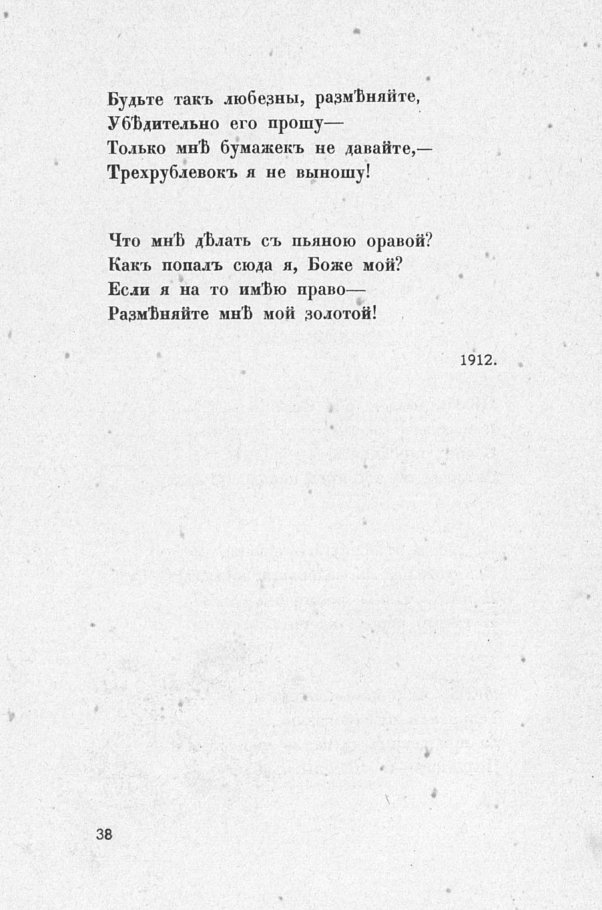 Будьте такъ любезны, размѣняйте,
Убѣдительно его прошу—
Только мнѣ бумажекъ не давайте,—
Трехрублевокъ я не выношу!
Что мнѣ дѣлать съ пьяною оравой?
Какъ попалъ сюда я, Боже мой?
Если я на то имѣю право—
Размѣняйте мнѣ мой золотой!
1912.
38